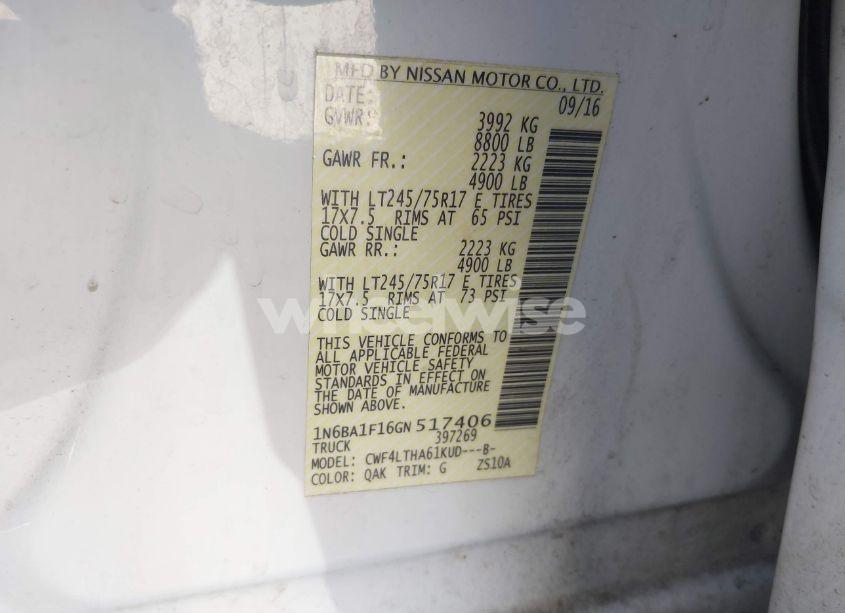 MFD BY NISSAN MOTOR CO., LTD.
DATE: 09/16
GVWR: 3992 KG
8800 LB
GAWR FR.: 2223 KG
4900 LB
WITH LT245/75R17 E TIRES
17X7.5 RIMS AT 65 PSI
COLD SINGLE
GAWR RR.: 2223 KG
4900 LB
WITH LT245/75R17 E TIRES
17X7.5 RIMS AT 73 PSI
COLD SINGLE
wheelwise
THIS VEHICLE CONFORMS TO
ALL APPLICABLE FEDERAL
MOTOR VEHICLE SAFETY
STANDARDS IN EFFECT ON
THE DATE OF MANUFACTURE
SHOWN ABOVE.
1N6BA1F16GN517406
TRUCK 397269
MODEL: CWF4LTHA61KUD---B-
COLOR: QAK TRIM: G ZS10A